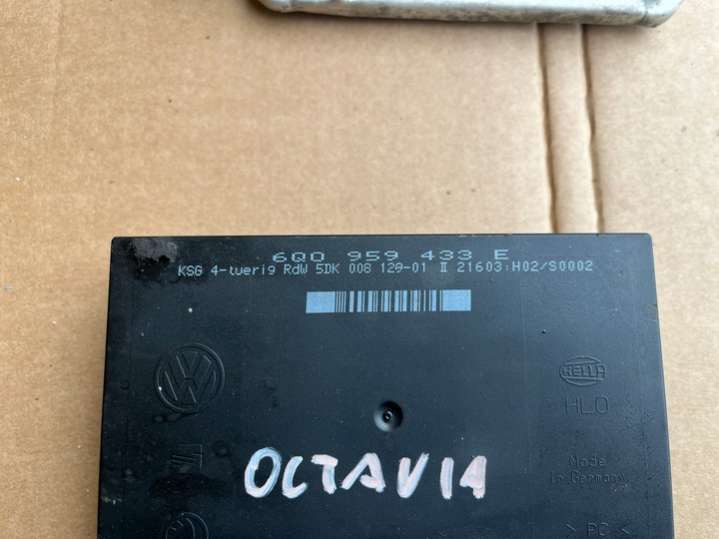 6Q0 959 433 E
KSG 4-tuerig RdW 5DK 008 129-01 II 21603:H02/S0002
HELLA
HLO
OCTAVIA
Made
in Germany
> PC <